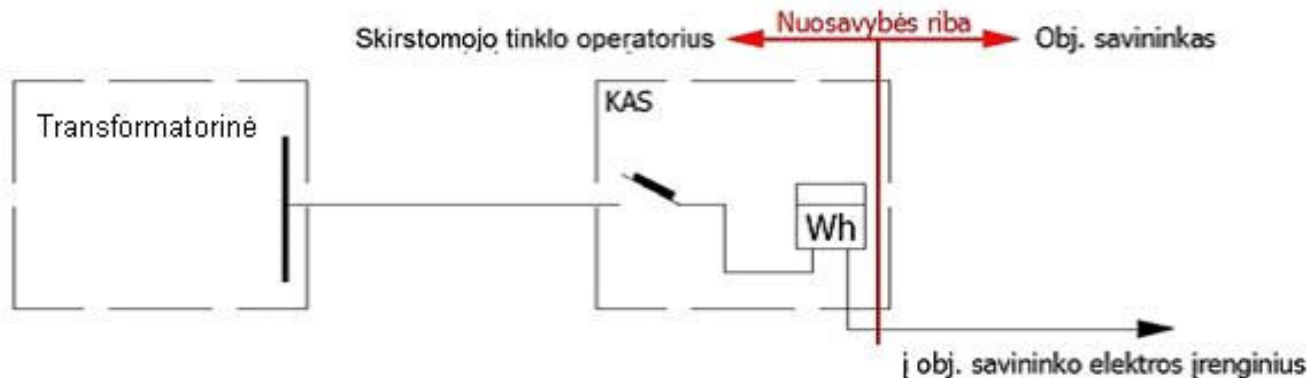 Nuosavybės riba
Skirstomojo tinklo operatorius
Obj. savininkas
Transformatorinė
KAS
Wh
į obj. savininko elektros įrenginius